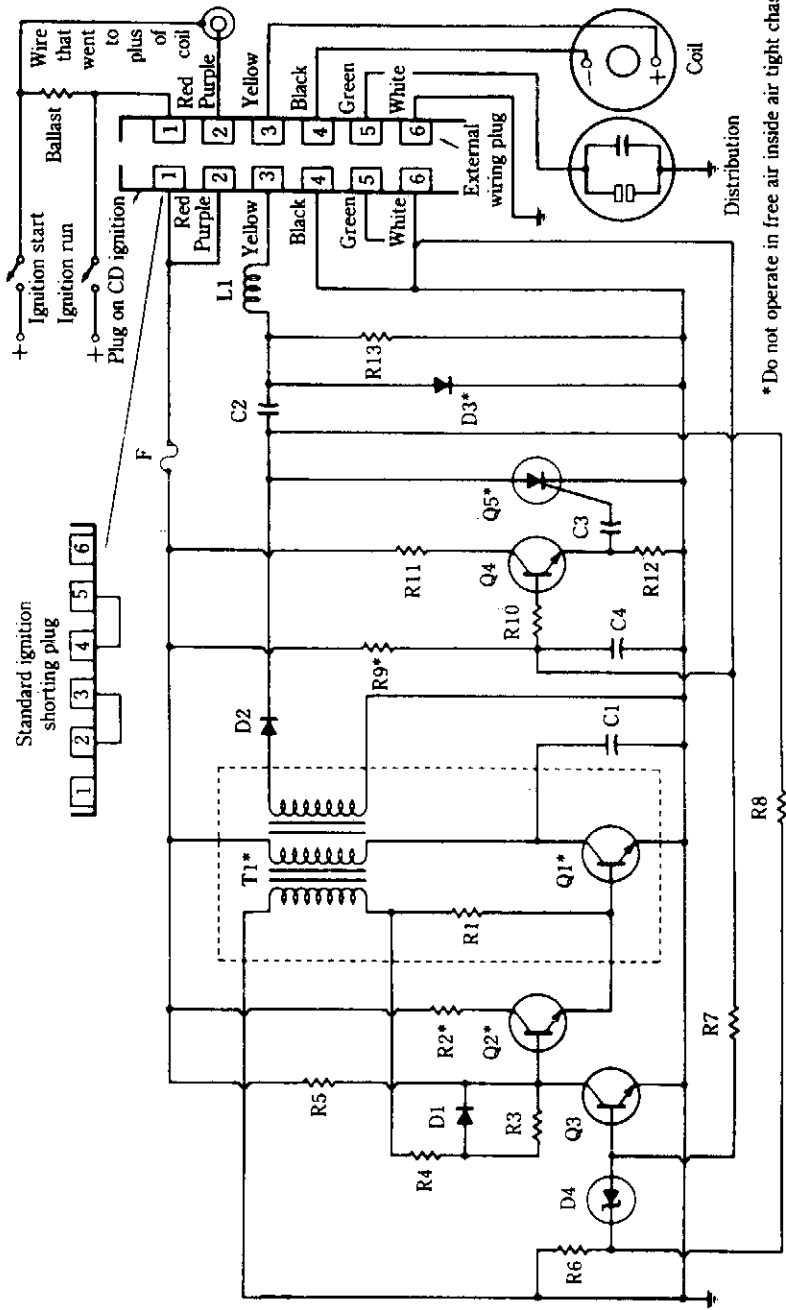 Standard ignition
shorting plug
1
2
3
4
5
6
+
Ignition start
Ignition run
+
Plug on CD ignition
Ballast
Wire
that
went
to
plus
of
coil
1
2
3
4
5
6
Red
Purple
Yellow
Black
Green
White
1
2
3
4
5
6
Red
Purple
Yellow
Black
Green
White
External
wiring plug
F
L1
C2
R13
D3*
Q5*
C3
R11
Q4
R10
R12
R9*
C4
D2
T1*
C1
Q1*
R1
R2*
Q2*
R5
D1
R3
R4
Q3
D4
R6
R7
R8
-
+
Coil
Distribution
*Do not operate in free air inside air tight chas